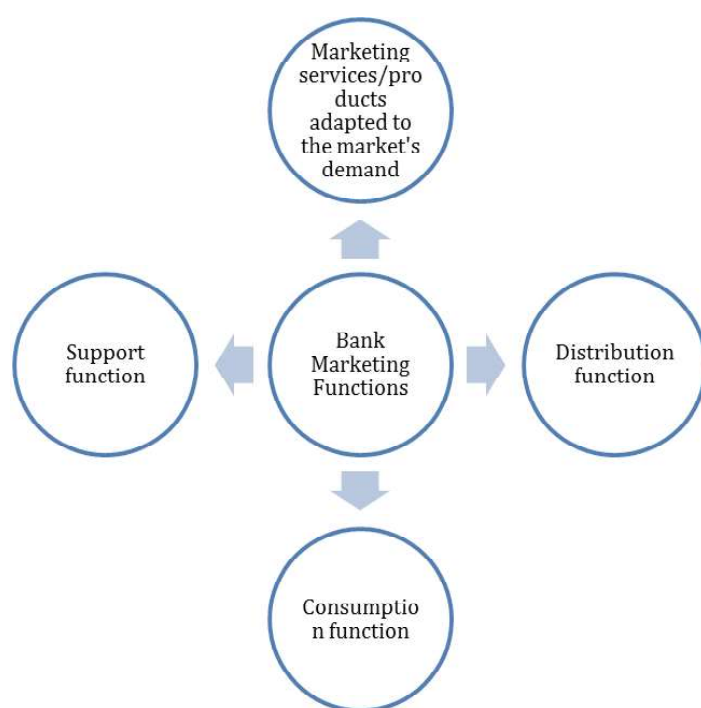 Marketing
services/pro
ducts
adapted to
the market's
demand
Support
function
Bank
Marketing
Functions
Distribution
function
Consumptio
n function